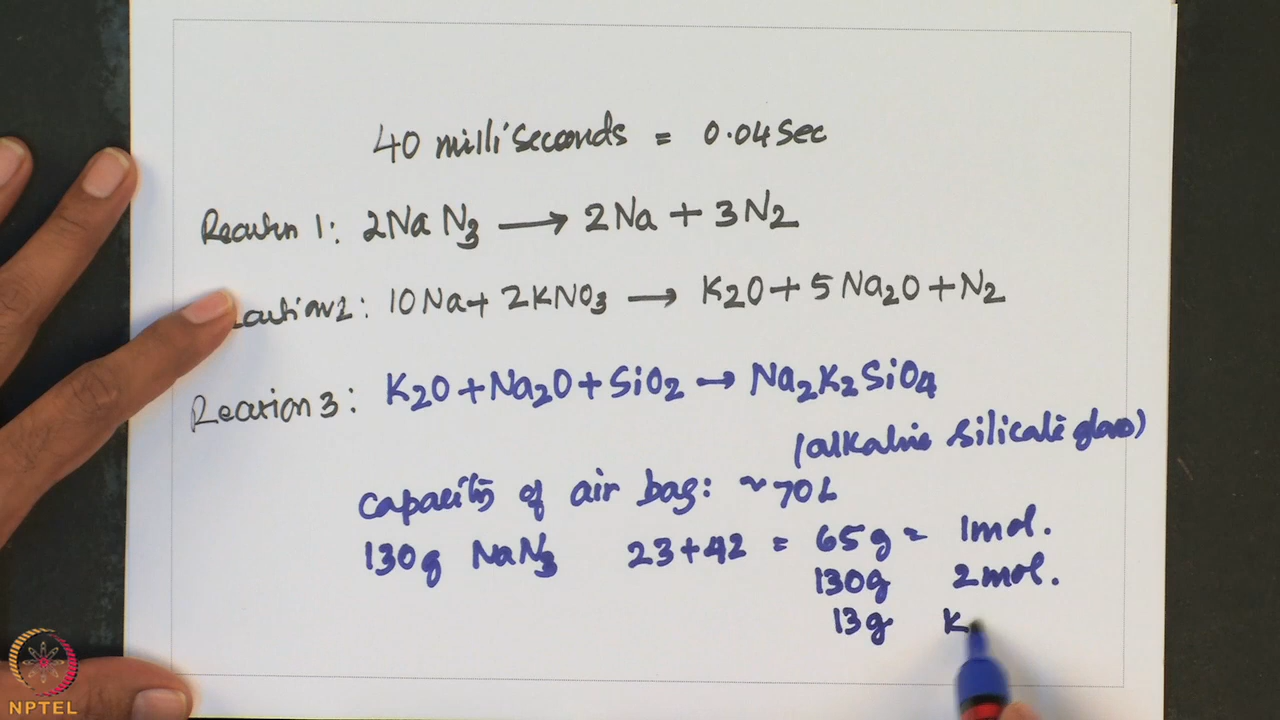 40 milliseconds = 0.04 sec
Reaction 1: 2NaN3 → 2Na + 3N2
action 2: 10Na + 2KNO3 → K2O + 5Na2O + N2
Reaction 3: K2O + Na2O + SiO2 → Na2K2SiO4
(alkaline silicate glass)
capacity of air bag: ~70L
130g NaN3 23+42 = 65g = 1mol.
130g 2mol.
13g K
NPTEL